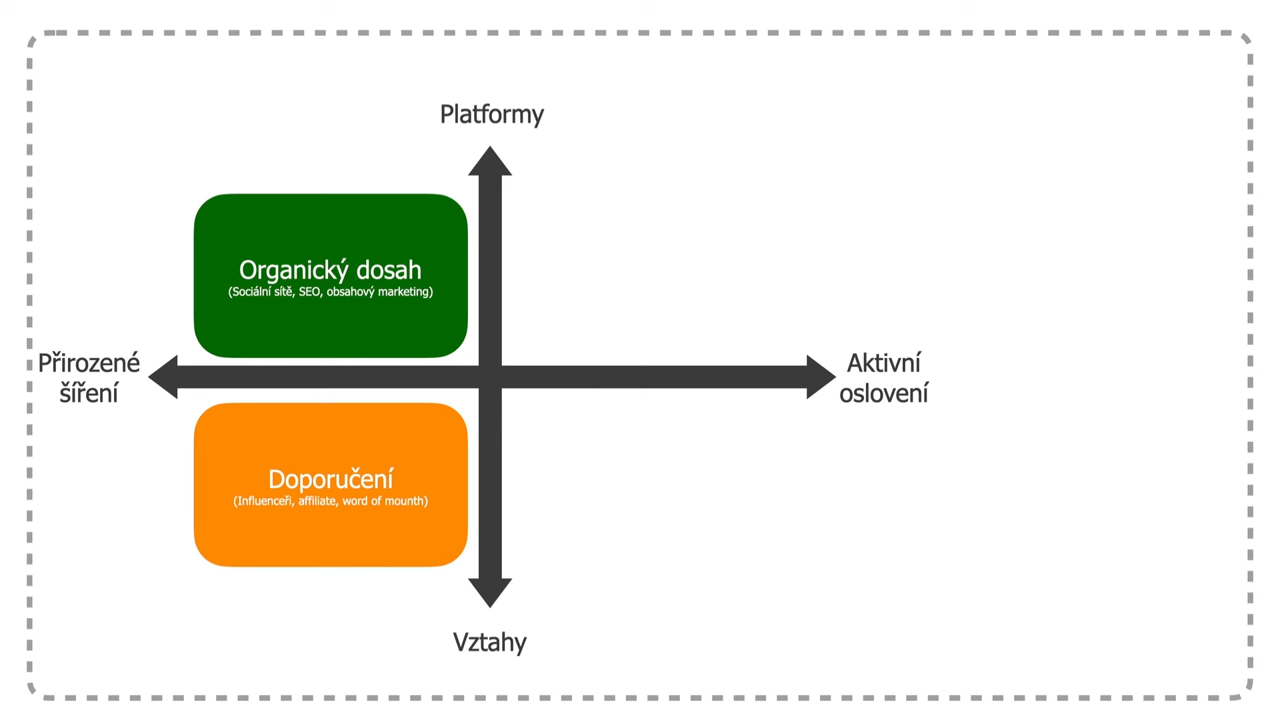 Platformy
Organický dosah
(Sociální sítě, SEO, obsahový marketing)
Přirozené
šíření
Aktivní
oslovení
Doporučení
(Influenceři, affiliate, word of mounth)
Vztahy